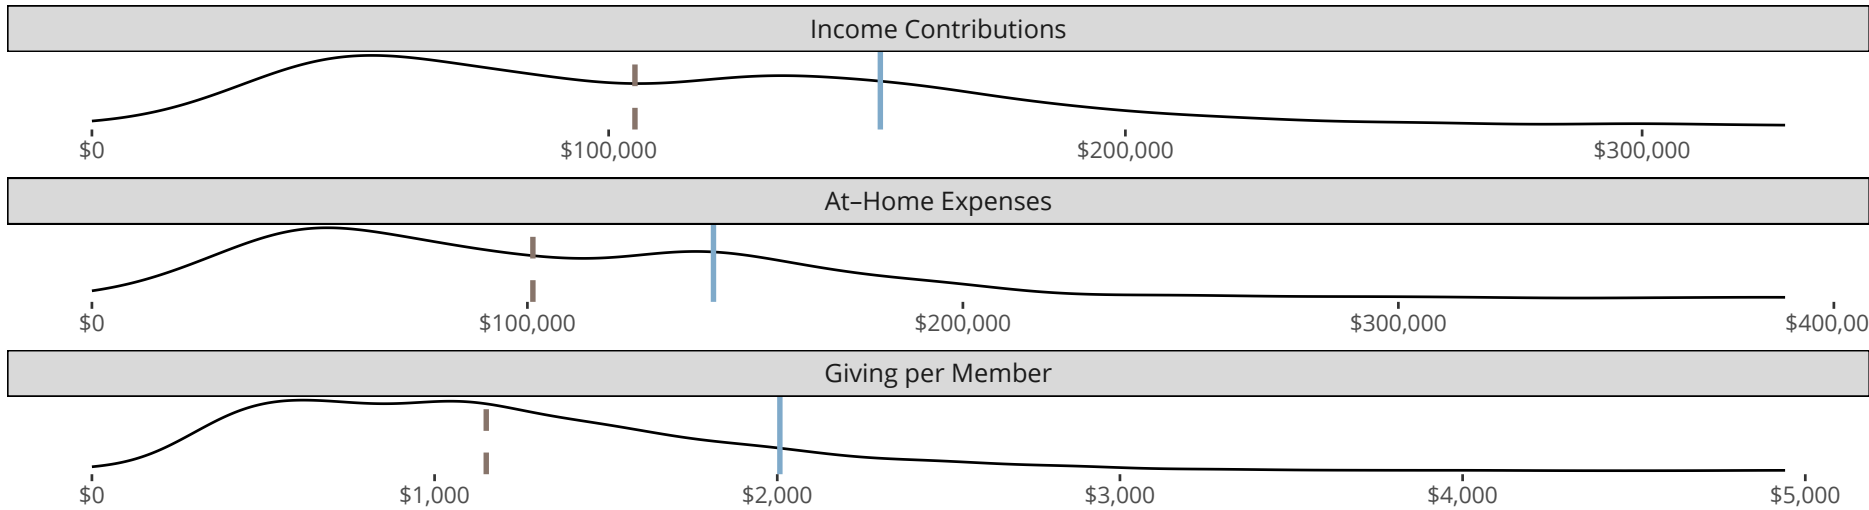 Income Contributions
$0 $100,000 $200,000 $300,000
At–Home Expenses
$0 $100,000 $200,000 $300,000 $400,00
Giving per Member
$0 $1,000 $2,000 $3,000 $4,000 $5,000